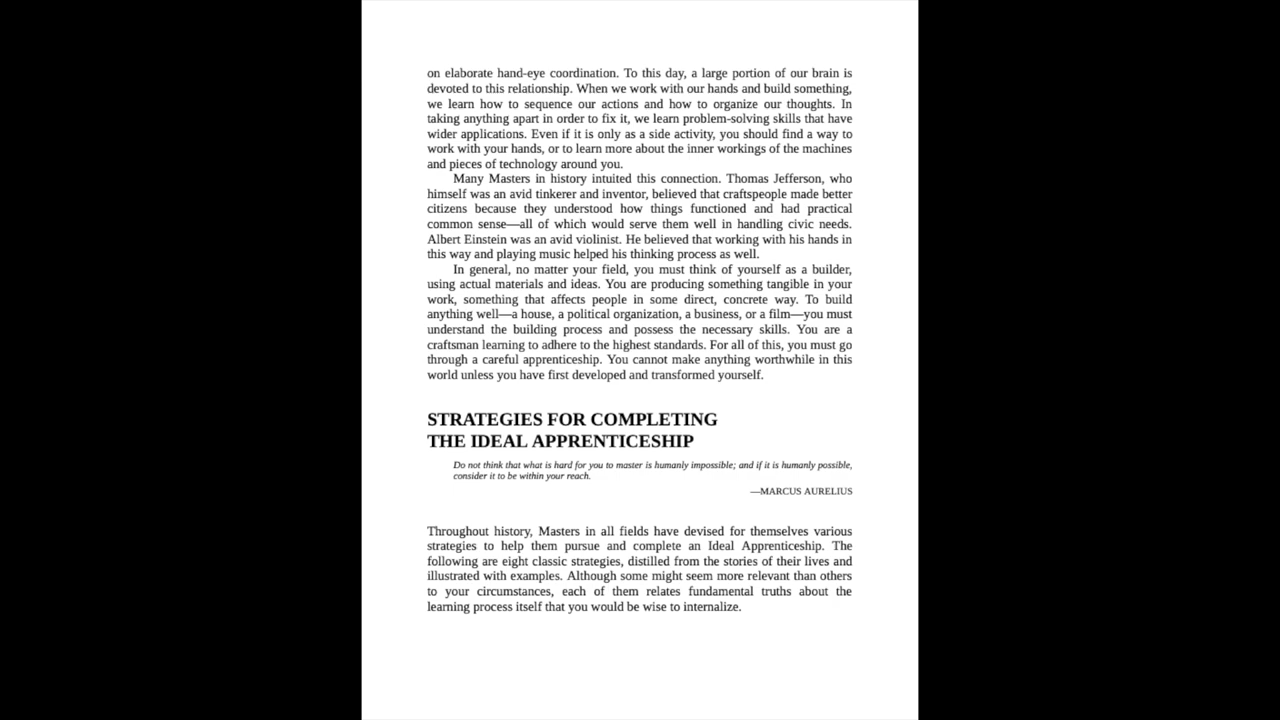 on elaborate hand-eye coordination. To this day, a large portion of our brain is
devoted to this relationship. When we work with our hands and build something,
we learn how to sequence our actions and how to organize our thoughts. In
taking anything apart in order to fix it, we learn problem-solving skills that have
wider applications. Even if it is only as a side activity, you should find a way to
work with your hands, or to learn more about the inner workings of the machines
and pieces of technology around you.
Many Masters in history intuited this connection. Thomas Jefferson, who
himself was an avid tinkerer and inventor, believed that craftspeople made better
citizens because they understood how things functioned and had practical
common sense—all of which would serve them well in handling civic needs.
Albert Einstein was an avid violinist. He believed that working with his hands in
this way and playing music helped his thinking process as well.
In general, no matter your field, you must think of yourself as a builder,
using actual materials and ideas. You are producing something tangible in your
work, something that affects people in some direct, concrete way. To build
anything well—a house, a political organization, a business, or a film—you must
understand the building process and possess the necessary skills. You are a
craftsman learning to adhere to the highest standards. For all of this, you must go
through a careful apprenticeship. You cannot make anything worthwhile in this
world unless you have first developed and transformed yourself.
STRATEGIES FOR COMPLETING
THE IDEAL APPRENTICESHIP
Do not think that what is hard for you to master is humanly impossible; and if it is humanly possible,
consider it to be within your reach.
—MARCUS AURELIUS
Throughout history, Masters in all fields have devised for themselves various
strategies to help them pursue and complete an Ideal Apprenticeship. The
following are eight classic strategies, distilled from the stories of their lives and
illustrated with examples. Although some might seem more relevant than others
to your circumstances, each of them relates fundamental truths about the
learning process itself that you would be wise to internalize.